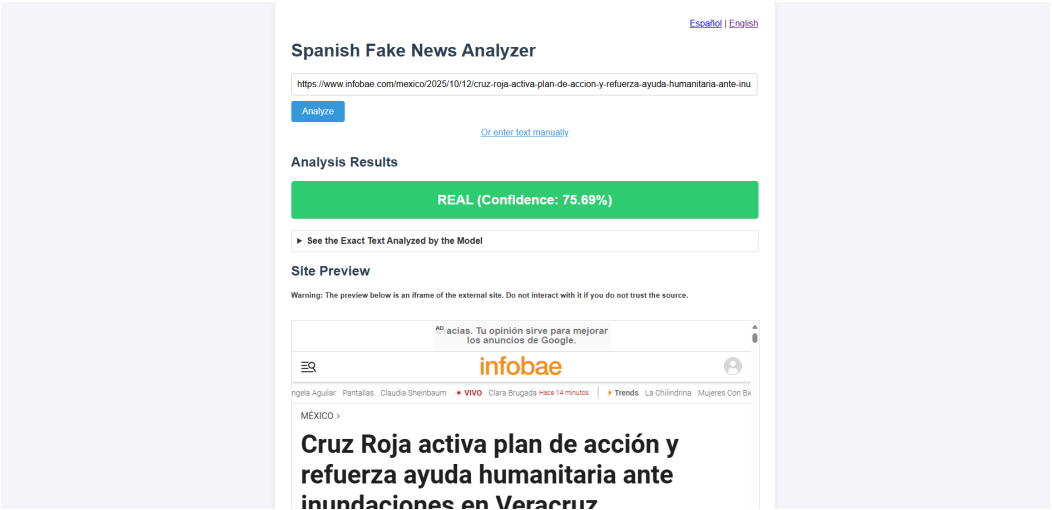 Español | English
Spanish Fake News Analyzer
https://www.infobae.com/mexico/2025/10/12/cruz-roja-activa-plan-de-accion-y-refuerza-ayuda-humanitaria-ante-inu
Analyze
Or enter text manually
Analysis Results
REAL (Confidence: 75.69%)
▶ See the Exact Text Analyzed by the Model
Site Preview
Warning: The preview below is an iframe of the external site. Do not interact with it if you do not trust the source.
AD
acias. Tu opinión sirve para mejorar
los anuncios de Google.
infobae
ngela Aguilar Pantallas Claudia Sheinbaum • VIVO Clara Brugada Hace 14 minutos | Trends La Chilindrina Mujeres Con Bi
MÉXICO >
Cruz Roja activa plan de acción y
refuerza ayuda humanitaria ante
inundaciones en Veracruz